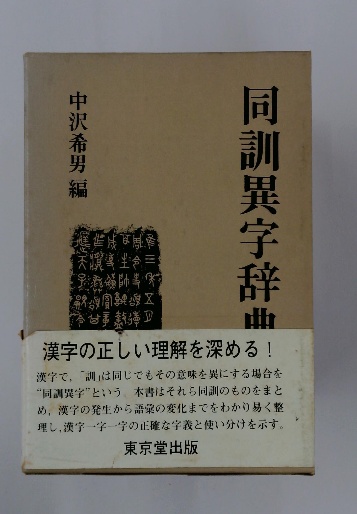 同訓異字辞典
中沢希男編
漢字の正しい理解を深める！
漢字で、「訓」は同じでもその意味を異にする場合を
“同訓異字”という。本書はそれら同訓のものをまと
め、漢字の発生から語彙の変化までをわかり易く整
理し、漢字一字一字の正確な字義と使い分けを示す。
東京堂出版